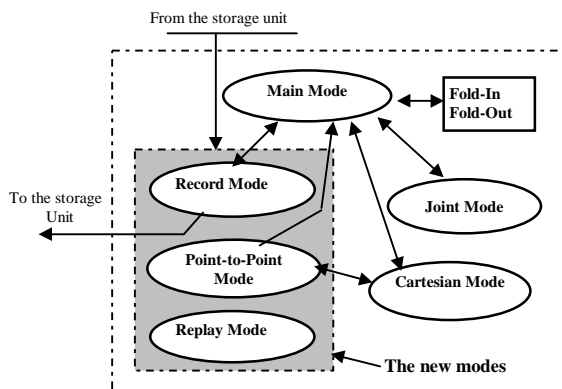 From the storage unit
Main Mode
Fold-In
Fold-Out
To the storage
Unit
Record Mode
Joint Mode
Point-to-Point
Mode
Cartesian Mode
Replay Mode
The new modes